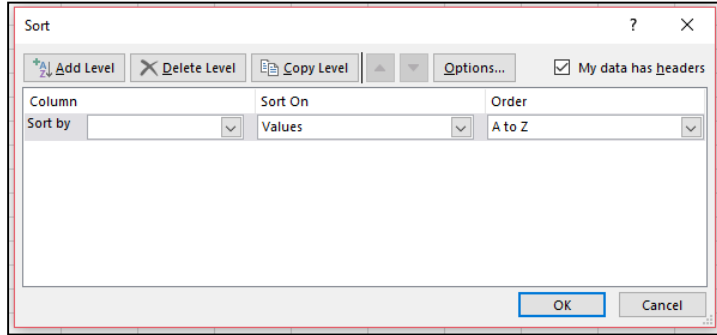 Sort ? ×
Add Level Delete Level Copy Level Options... My data has headers
Column Sort On Order
Sort by Values A to Z
OK Cancel